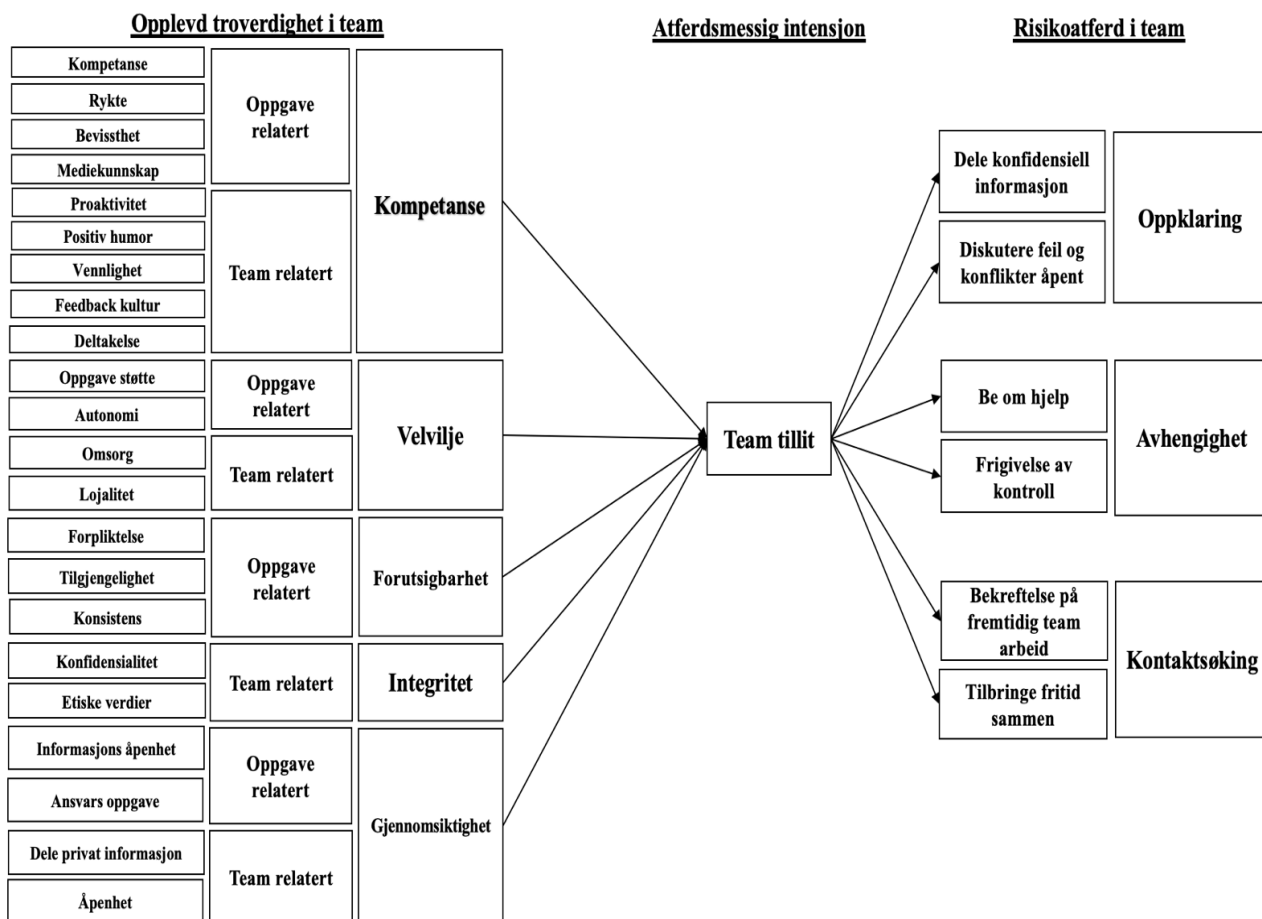 Opplevd troverdighet i team
Atferdsmessig intensjon
Risikoatferd i team
Kompetanse
Rykte
Bevissthet
Mediekunnskap
Proaktivitet
Positiv humor
Vennlighet
Feedback kultur
Deltakelse
Oppgave støtte
Autonomi
Omsorg
Lojalitet
Forpliktelse
Tilgjengelighet
Konsistens
Konfidensialitet
Etiske verdier
Informasjons åpenhet
Ansvars oppgave
Dele privat informasjon
Åpenhet
Oppgave
relatert
Team relatert
Oppgave
relatert
Team relatert
Oppgave
relatert
Team relatert
Oppgave
relatert
Team relatert
Kompetanse
Velvilje
Forutsigbarhet
Integritet
Gjennomsiktighet
Team tillit
Dele konfidensiell
informasjon
Diskutere feil og
konflikter åpent
Be om hjelp
Frigivelse av
kontroll
Bekreftelse på
fremtidig team
arbeid
Tilbringe fritid
sammen
Oppklaring
Avhengighet
Kontaktsøking